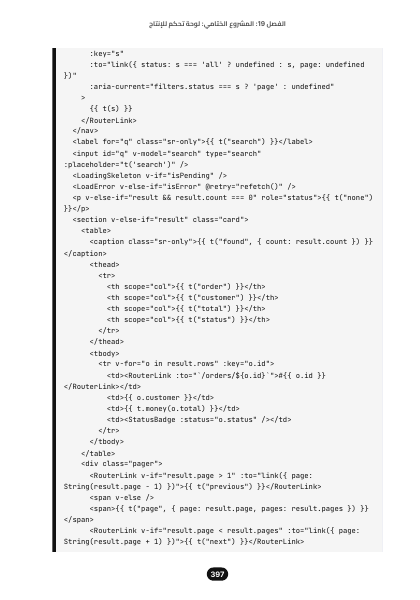 الفصل 19: المشروع الختامي: لوحة تحكم للإنتاج
:key="s"
:to="link({ status: s === 'all' ? undefined : s, page: undefined
})"
:aria-current="filters.status === s ? 'page' : undefined"
>
{{ t(s) }}
</RouterLink>
</nav>
<label for="q" class="sr-only">{{ t("search") }}</label>
<input id="q" v-model="search" type="search"
:placeholder="t('search')" />
<LoadingSkeleton v-if="isPending" />
<LoadError v-else-if="isError" @retry="refetch()" />
<p v-else-if="result && result.count === 0" role="status">{{ t("none")
}}</p>
<section v-else-if="result" class="card">
<table>
<caption class="sr-only">{{ t("found", { count: result.count }) }}
</caption>
<thead>
<tr>
<th scope="col">{{ t("order") }}</th>
<th scope="col">{{ t("customer") }}</th>
<th scope="col">{{ t("total") }}</th>
<th scope="col">{{ t("status") }}</th>
</tr>
</thead>
<tbody>
<tr v-for="o in result.rows" :key="o.id">
<td><RouterLink :to="`/orders/${o.id}`">#{{ o.id }}
</RouterLink></td>
<td>{{ o.customer }}</td>
<td>{{ t.money(o.total) }}</td>
<td><StatusBadge :status="o.status" /></td>
</tr>
</tbody>
</table>
<div class="pager">
<RouterLink v-if="result.page > 1" :to="link({ page:
String(result.page - 1) })">{{ t("previous") }}</RouterLink>
<span v-else />
<span>{{ t("page", { page: result.page, pages: result.pages }) }}
</span>
<RouterLink v-if="result.page < result.pages" :to="link({ page:
String(result.page + 1) })">{{ t("next") }}</RouterLink>
397